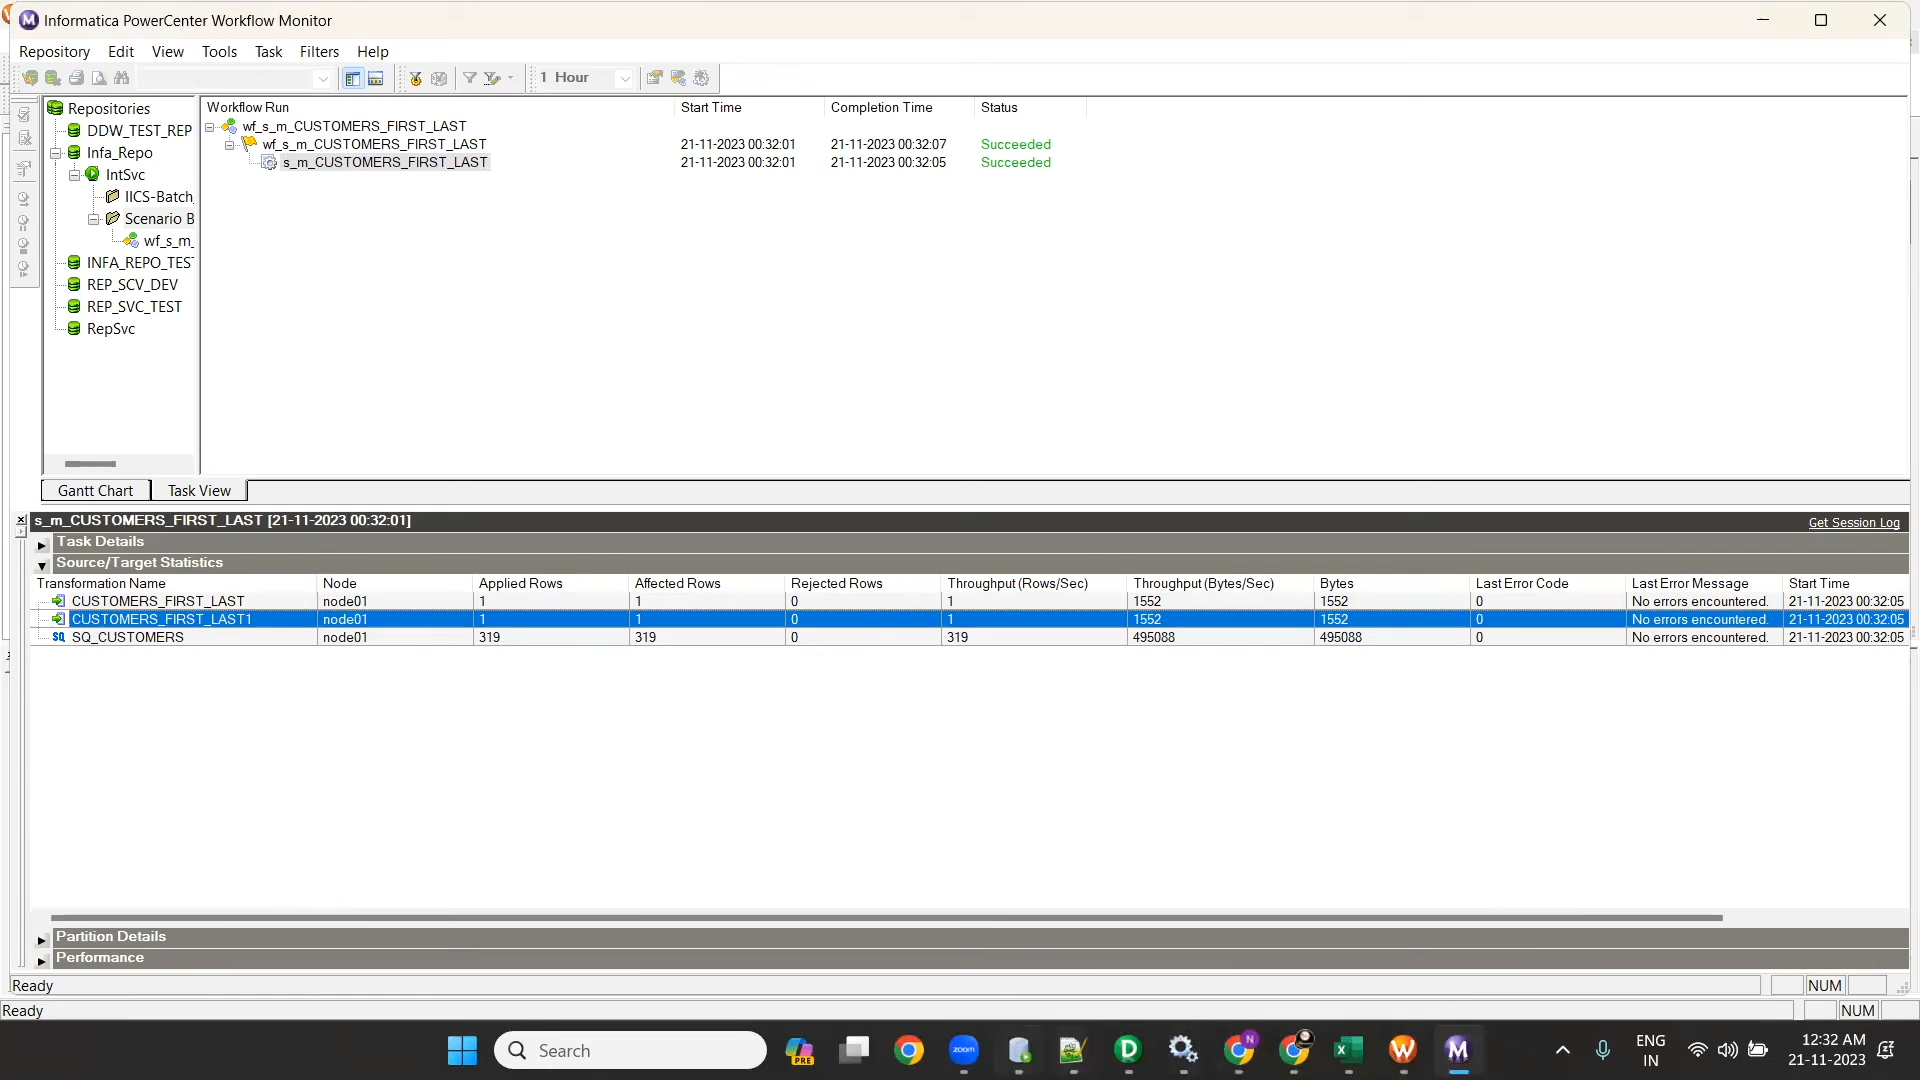 Informatica PowerCenter Workflow Monitor
Repository Edit View Tools Task Filters Help
1 Hour
Repositories
DDW_TEST_REP
Infa_Repo
IntSvc
IICS-Batch
Scenario B
wf_s_m_
INFA_REPO_TEST
REP_SCV_DEV
REP_SVC_TEST
RepSvc
Workflow Run Start Time Completion Time Status
wf_s_m_CUSTOMERS_FIRST_LAST
wf_s_m_CUSTOMERS_FIRST_LAST 21-11-2023 00:32:01 21-11-2023 00:32:07 Succeeded
s_m_CUSTOMERS_FIRST_LAST 21-11-2023 00:32:01 21-11-2023 00:32:05 Succeeded
Gantt Chart Task View
s_m_CUSTOMERS_FIRST_LAST [21-11-2023 00:32:01] Get Session Log
Task Details
Source/Target Statistics
Transformation Name Node Applied Rows Affected Rows Rejected Rows Throughput (Rows/Sec) Throughput (Bytes/Sec) Bytes Last Error Code Last Error Message Start Time
CUSTOMERS_FIRST_LAST node01 1 1 0 1 1552 1552 0 No errors encountered. 21-11-2023 00:32:05
CUSTOMERS_FIRST_LAST1 node01 1 1 0 1 1552 1552 0 No errors encountered. 21-11-2023 00:32:05
SQ SQ_CUSTOMERS node01 319 319 0 319 495088 495088 0 No errors encountered. 21-11-2023 00:32:05
Partition Details
Performance
Ready NUM
Ready NUM
Search PRE zoom D N X W M ENG IN 12:32 AM 21-11-2023